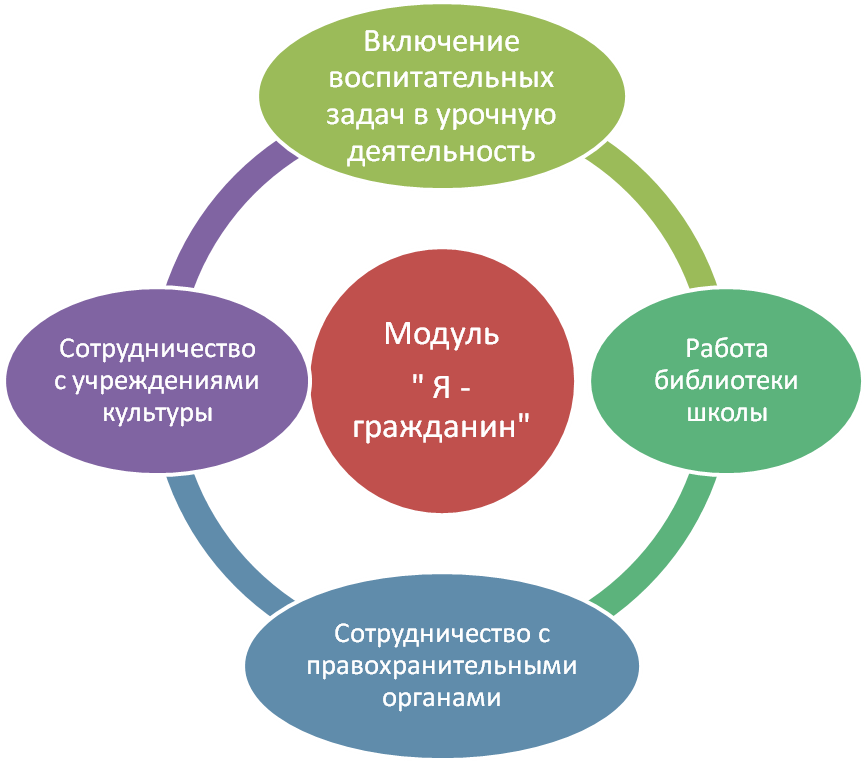 Включение
воспитательных
задач в урочную
деятельность
Сотрудничество
с учреждениями
культуры
Модуль
" Я -
гражданин"
Работа
библиотеки
школы
Сотрудничество с
правохранительными
органами